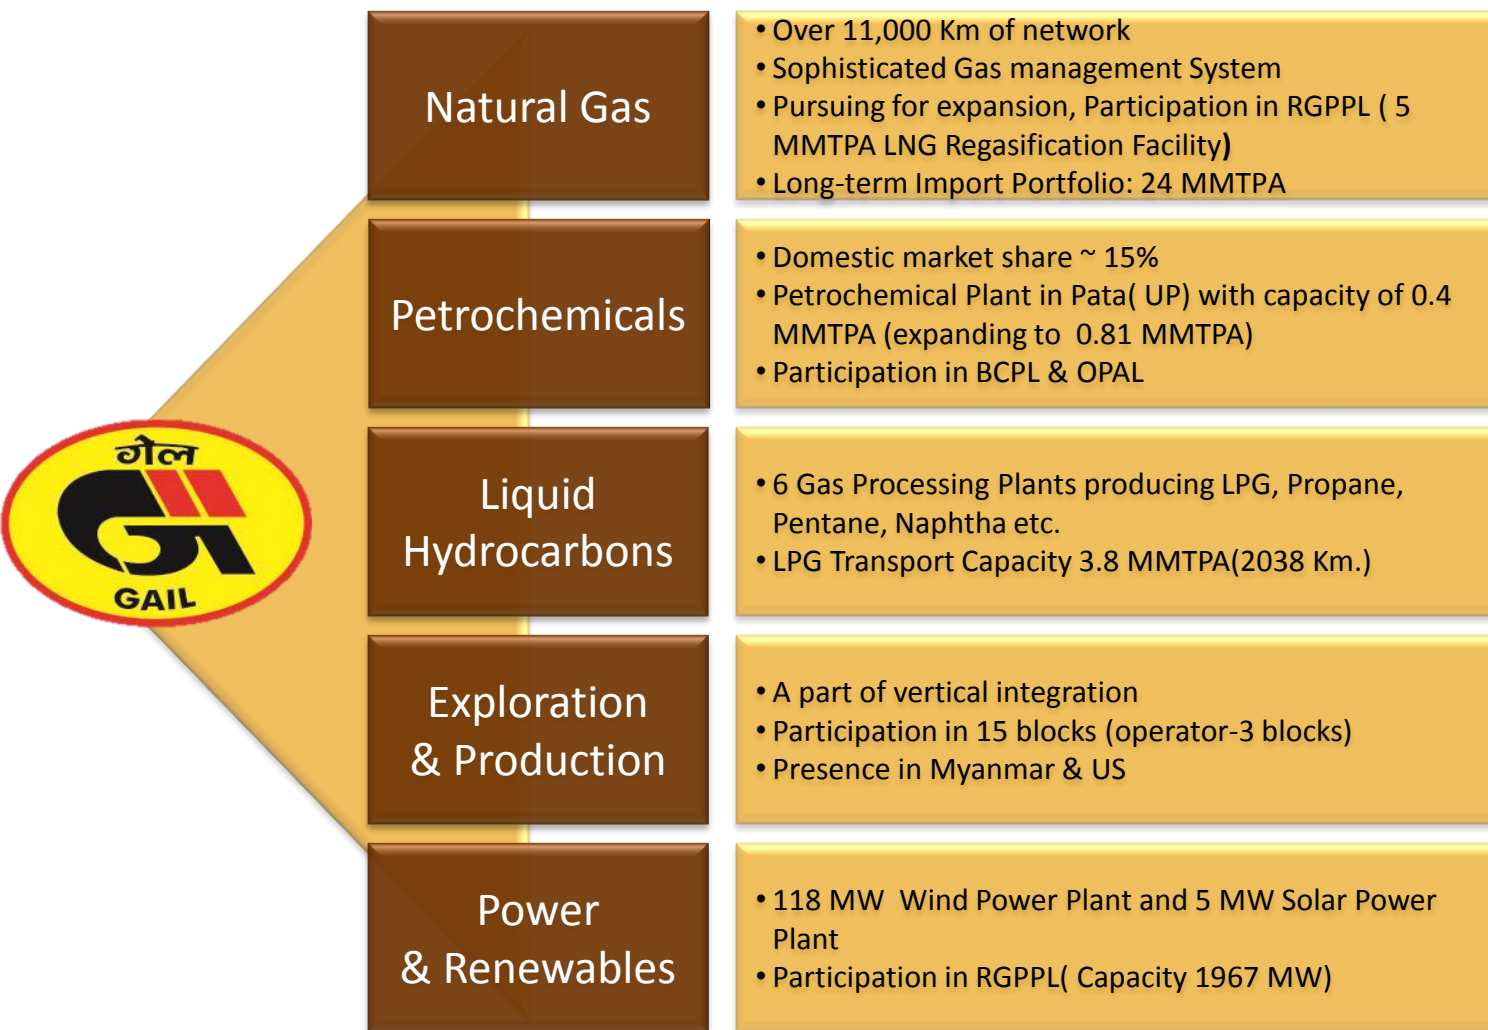 Natural Gas
• Over 11,000 Km of network
• Sophisticated Gas management System
• Pursuing for expansion, Participation in RGPPL ( 5
MMTPA LNG Regasification Facility)
• Long-term Import Portfolio: 24 MMTPA
Petrochemicals
• Domestic market share ~ 15%
• Petrochemical Plant in Pata( UP) with capacity of 0.4
MMTPA (expanding to  0.81 MMTPA)
• Participation in BCPL & OPAL
गेल
GAIL
Liquid
Hydrocarbons
• 6 Gas Processing Plants producing LPG, Propane,
Pentane, Naphtha etc.
• LPG Transport Capacity 3.8 MMTPA(2038 Km.)
Exploration
& Production
• A part of vertical integration
• Participation in 15 blocks (operator-3 blocks)
• Presence in Myanmar & US
Power
& Renewables
• 118 MW  Wind Power Plant and 5 MW Solar Power
Plant
• Participation in RGPPL( Capacity 1967 MW)